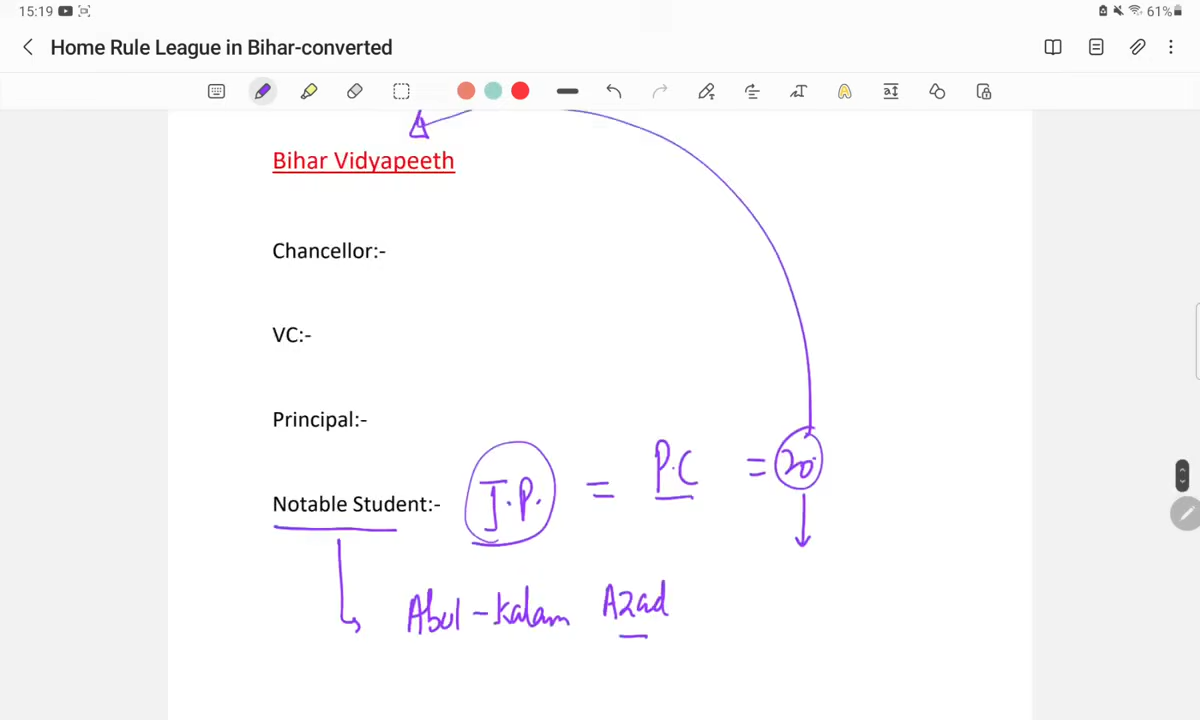 15:19 61%
Home Rule League in Bihar-converted
Bihar Vidyapeeth
Chancellor:-
VC:-
Principal:-
Notable Student:- J.P. = P.C = 20
Abul-Kalam Azad